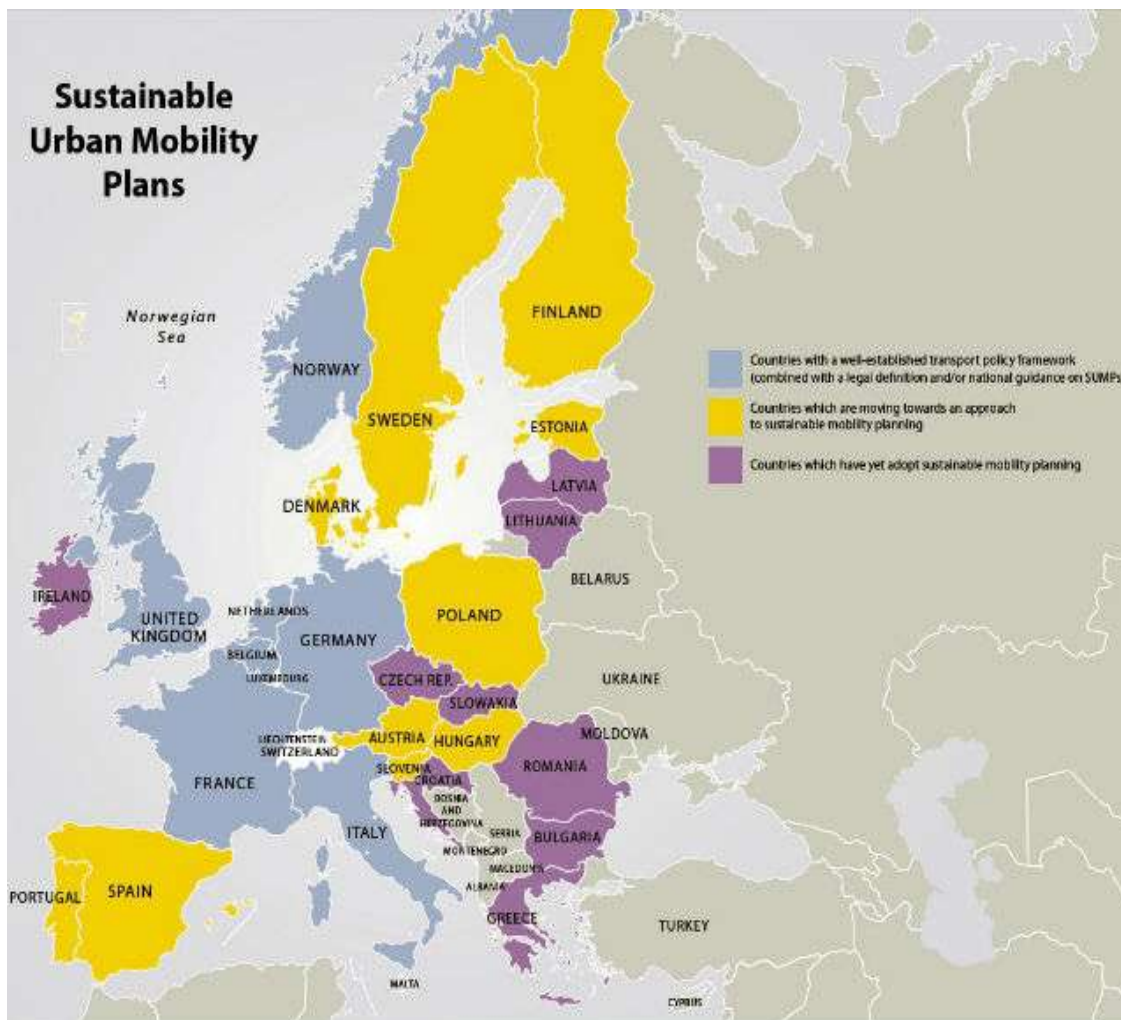 Sustainable
Urban Mobility
Plans
Norwegian
Sea
NORWAY
SWEDEN
FINLAND
Countries with a well-established transport policy framework
(combined with a legal definition and/or national guidance on SUMPs
Countries which are moving towards an approach
to sustainable mobility planning
Countries which have yet adopt sustainable mobility planning
ESTONIA
LATVIA
LITHUANIA
DENMARK
BELARUS
IRELAND
UNITED
KINGDOM
NETHERLANDS
BELGIUM
LUXEMBOURG
GERMANY
POLAND
CZECH REP.
SLOWAKIA
UKRAINE
MOLDOVA
LIECHTENSTEIN
SWITZERLAND
AUSTRIA
HUNGARY
SLOVENIA
CROATIA
ROMANIA
FRANCE
ITALY
BOSNIA
AND
HERZEGOVINA
SERBIA
MONTENEGRO
BULGARIA
MACEDONIA
ALBANIA
PORTUGAL
SPAIN
GREECE
TURKEY
MALTA
CYPRUS